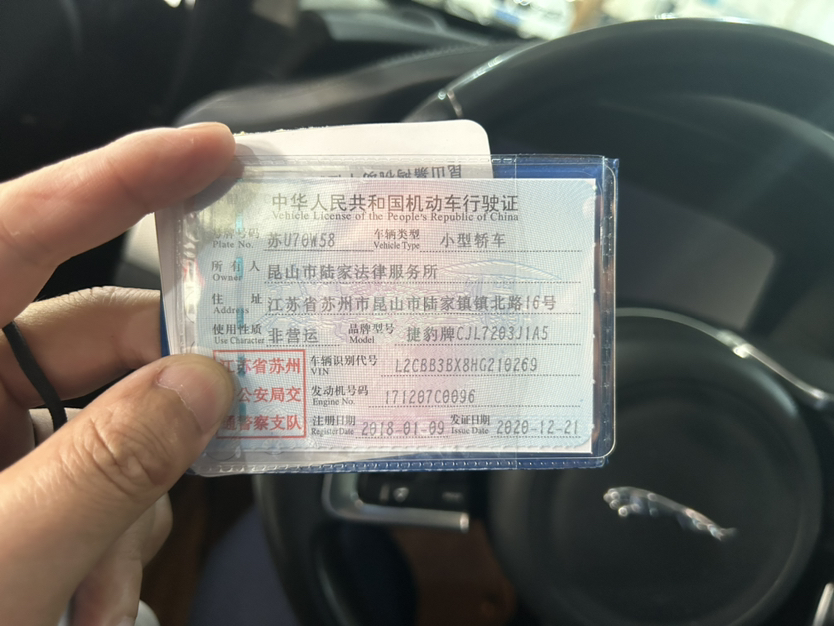 中华人民共和国机动车行驶证
Vehicle License of the People's Republic of China
号牌号码 苏U70W58 车辆类型 小型轿车
Plate No. Vehicle Type
所有人 昆山市陆家法律服务所
Owner
住址 江苏省苏州市昆山市陆家镇镇北路16号
Address
使用性质 非营运 品牌型号 捷豹牌CJL7203J1A5
Use Character Model
江苏省苏州 车辆识别代号 L2CBB3BX8HG210269
VIN
公安局交 发动机号码 171207C0096
Engine No.
通警察支队 注册日期 2018-01-09 发证日期 2020-12-21
Register Date Issue Date